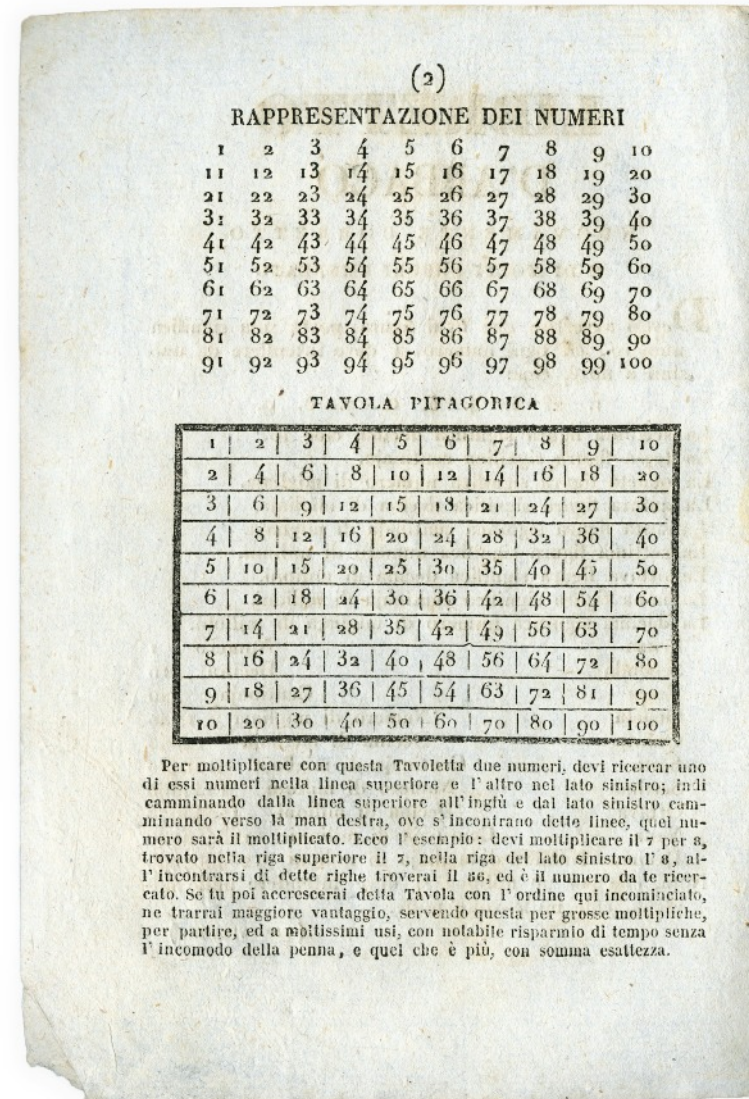 (2)
RAPPRESENTAZIONE DEI NUMERI
1 2 3 4 5 6 7 8 9 10
11 12 13 14 15 16 17 18 19 20
21 22 23 24 25 26 27 28 29 30
31 32 33 34 35 36 37 38 39 40
41 42 43 44 45 46 47 48 49 50
51 52 53 54 55 56 57 58 59 60
61 62 63 64 65 66 67 68 69 70
71 72 73 74 75 76 77 78 79 80
81 82 83 84 85 86 87 88 89 90
91 92 93 94 95 96 97 98 99 100
TAVOLA PITAGORICA
1 | 2 | 3 | 4 | 5 | 6 | 7 | 8 | 9 | 10
2 | 4 | 6 | 8 | 10 | 12 | 14 | 16 | 18 | 20
3 | 6 | 9 | 12 | 15 | 18 | 21 | 24 | 27 | 30
4 | 8 | 12 | 16 | 20 | 24 | 28 | 32 | 36 | 40
5 | 10 | 15 | 20 | 25 | 30 | 35 | 40 | 45 | 50
6 | 12 | 18 | 24 | 30 | 36 | 42 | 48 | 54 | 60
7 | 14 | 21 | 28 | 35 | 42 | 49 | 56 | 63 | 70
8 | 16 | 24 | 32 | 40 | 48 | 56 | 64 | 72 | 80
9 | 18 | 27 | 36 | 45 | 54 | 63 | 72 | 81 | 90
10 | 20 | 30 | 40 | 50 | 60 | 70 | 80 | 90 | 100
Per moltiplicare con questa Tavoletta due numeri, devi ricercar uno
di essi numeri nella linea superiore e l'altro nel lato sinistro; indi
camminando dalla linea superiore all'ingiù e dal lato sinistro cam-
minando verso la man destra, ove s'incontrano dette linee, quel nu-
mero sarà il moltiplicato. Ecco l'esempio: devi moltiplicare il 7 per 8,
trovato nella riga superiore il 7, nella riga del lato sinistro l'8, al-
l'incontrarsi di dette righe troverai il 56, ed è il numero da te ricer-
cato. Se tu poi accrescerai detta Tavola con l'ordine qui incominciato,
ne trarrai maggiore vantaggio, servendo questa per grosse moltipliche,
per partire, ed a moltissimi usi, con notabile risparmio di tempo senza
l'incomodo della penna, e quel che è più, con somma esattezza.